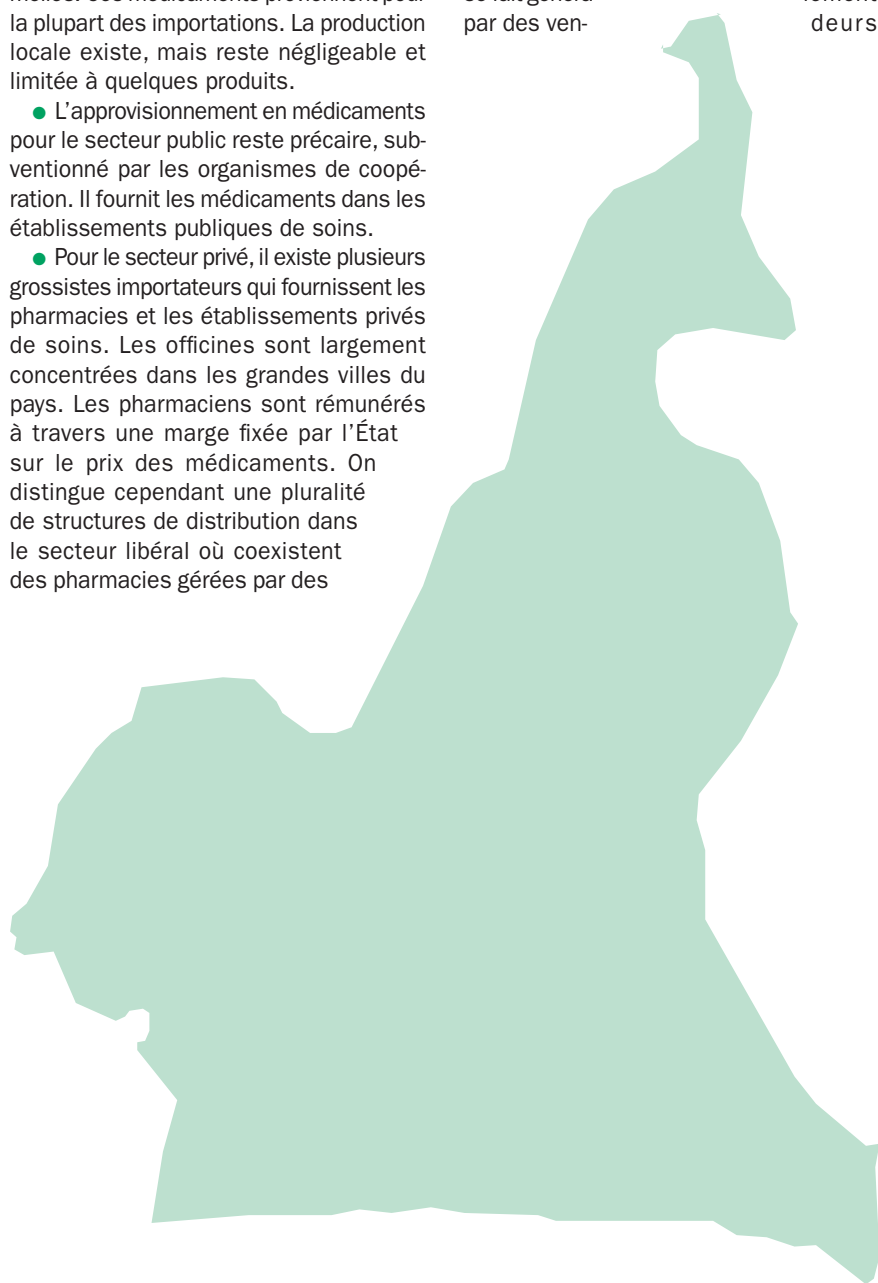 la plupart des importations. La production
locale existe, mais reste négligeable et
limitée à quelques produits.
● L'approvisionnement en médicaments
pour le secteur public reste précaire, sub-
ventionné par les organismes de coopé-
ration. Il fournit les médicaments dans les
établissements publiques de soins.
● Pour le secteur privé, il existe plusieurs
grossistes importateurs qui fournissent les
pharmacies et les établissements privés
de soins. Les officines sont largement
concentrées dans les grandes villes du
pays. Les pharmaciens sont rémunérés
à travers une marge fixée par l'État
sur le prix des médicaments. On
distingue cependant une pluralité
de structures de distribution dans
le secteur libéral où coexistent
des pharmacies gérées par des
par des ven- deurs